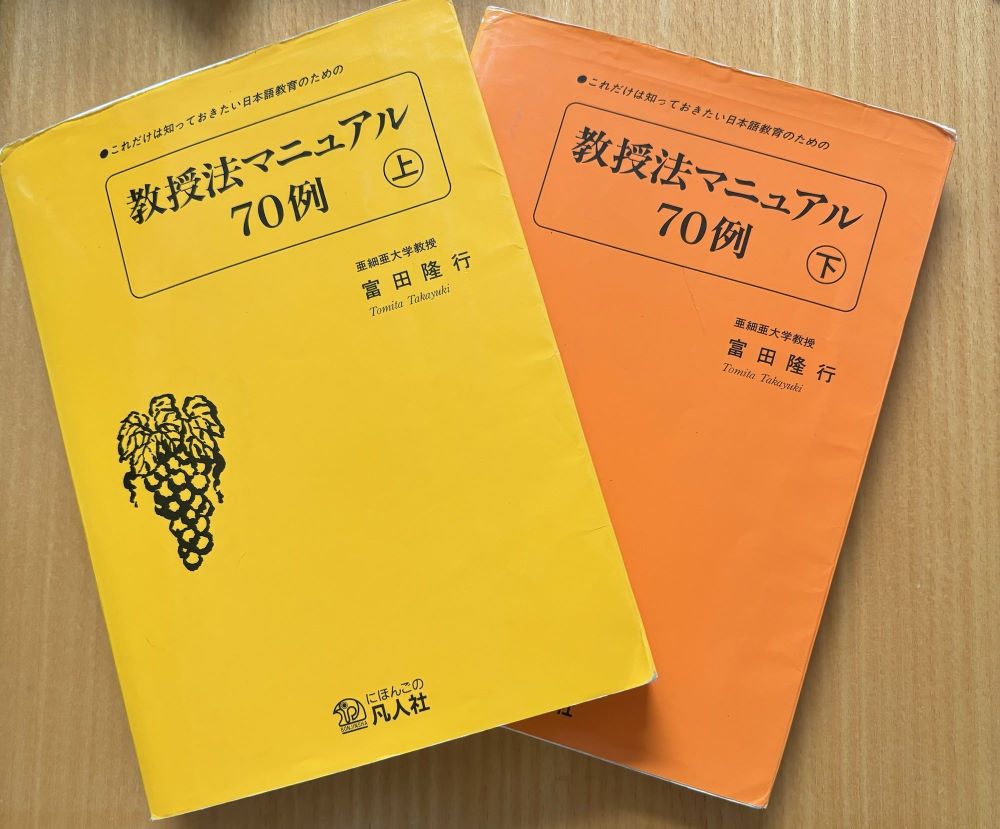 ●これだけは知っておきたい日本語教育のための
教授法マニュアル
70例
上
亜細亜大学教授
富田隆行
Tomita Takayuki
にほんごの
凡人社
BONJINSHA
●これだけは知っておきたい日本語教育のための
教授法マニュアル
70例
下
亜細亜大学教授
富田隆行
Tomita Takayuki
社